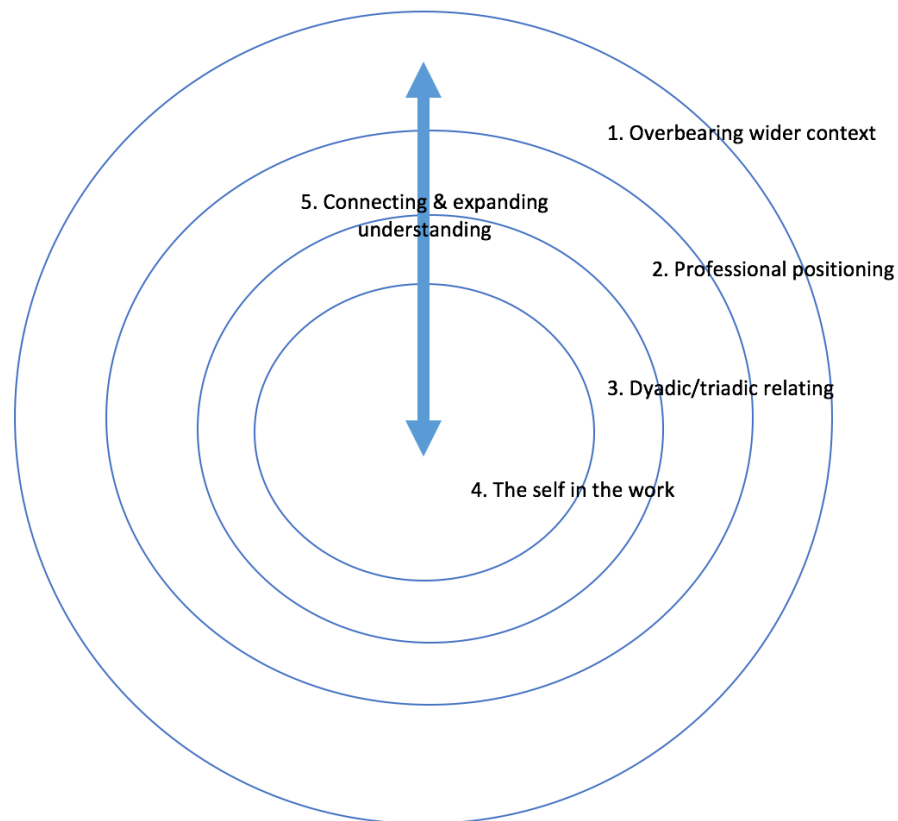 1. Overbearing wider context
5. Connecting & expanding
understanding
2. Professional positioning
3. Dyadic/triadic relating
4. The self in the work